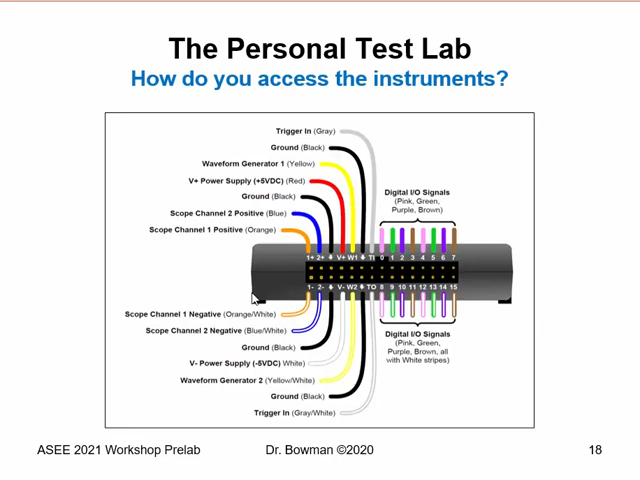 The Personal Test Lab
How do you access the instruments?
Trigger In (Gray)
Ground (Black)
Waveform Generator 1 (Yellow)
V+ Power Supply (+5VDC) (Red)
Ground (Black)
Scope Channel 2 Positive (Blue)
Scope Channel 1 Positive (Orange)
Digital I/O Signals
(Pink, Green,
Purple, Brown)
1+ 2+ V+ W1 TI 0 1 2 3 4 5 6 7
1- 2- V- W2 TO 8 9 10 11 12 13 14 15
Scope Channel 1 Negative (Orange/White)
Scope Channel 2 Negative (Blue/White)
Ground (Black)
V- Power Supply (-5VDC) White)
Waveform Generator 2 (Yellow/White)
Ground (Black)
Trigger In (Gray/White)
Digital I/O Signals
(Pink, Green,
Purple, Brown, all
with White stripes)
ASEE 2021 Workshop Prelab Dr. Bowman ©2020 18